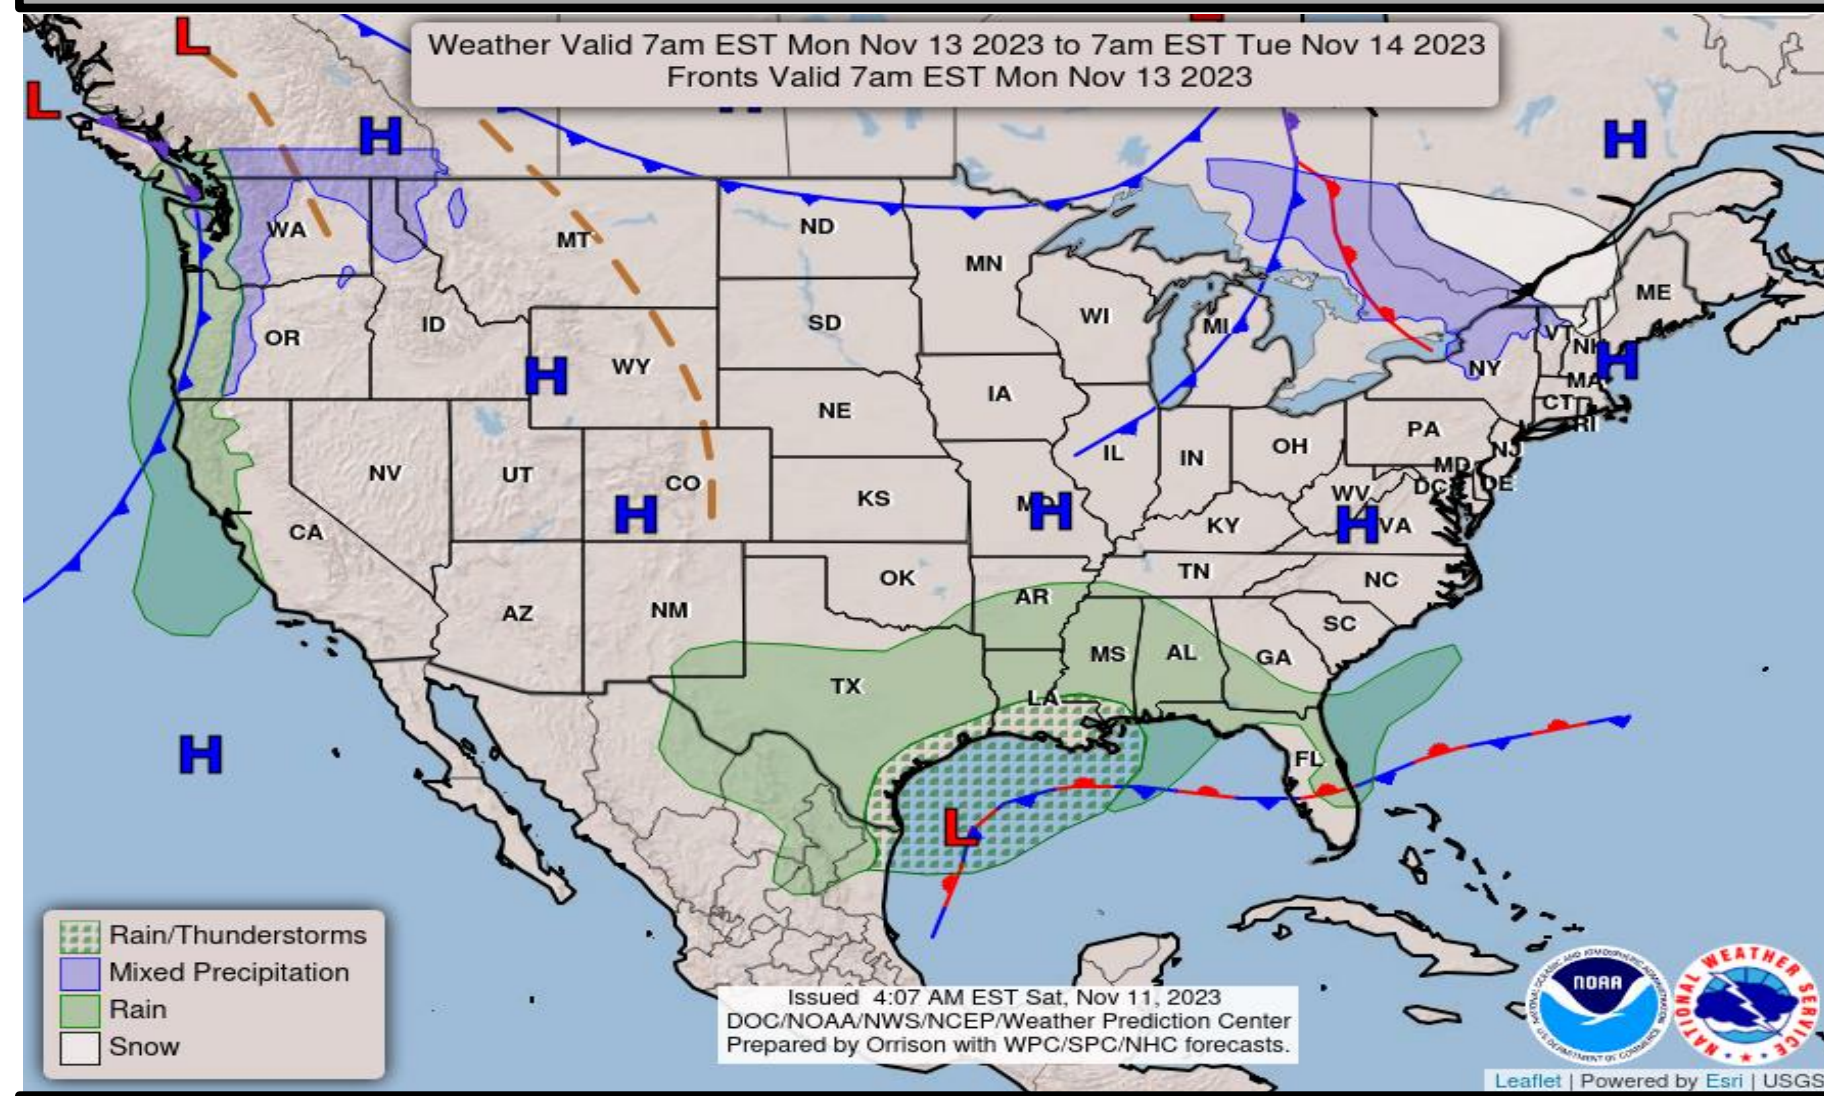 Weather Valid 7am EST Mon Nov 13 2023 to 7am EST Tue Nov 14 2023
Fronts Valid 7am EST Mon Nov 13 2023
L
L
H
H
WA
MT
ND
MN
OR
ID
WY
SD
WI
MI
NY
VT
ME
H
H
NE
IA
IL
IN
OH
PA
NJ
MA
CT
RI
NV
UT
CO
KS
H
H
KY
WV
MD
DC
DE
H
VA
CA
AZ
NM
OK
AR
TN
NC
SC
TX
LA
MS
AL
GA
FL
H
L
Rain/Thunderstorms
Mixed Precipitation
Rain
Snow
Issued 4:07 AM EST Sat, Nov 11, 2023
DOC/NOAA/NWS/NCEP/Weather Prediction Center
Prepared by Orrison with WPC/SPC/NHC forecasts.
NOAA
NATIONAL WEATHER SERVICE
Leaflet | Powered by Esri | USGS